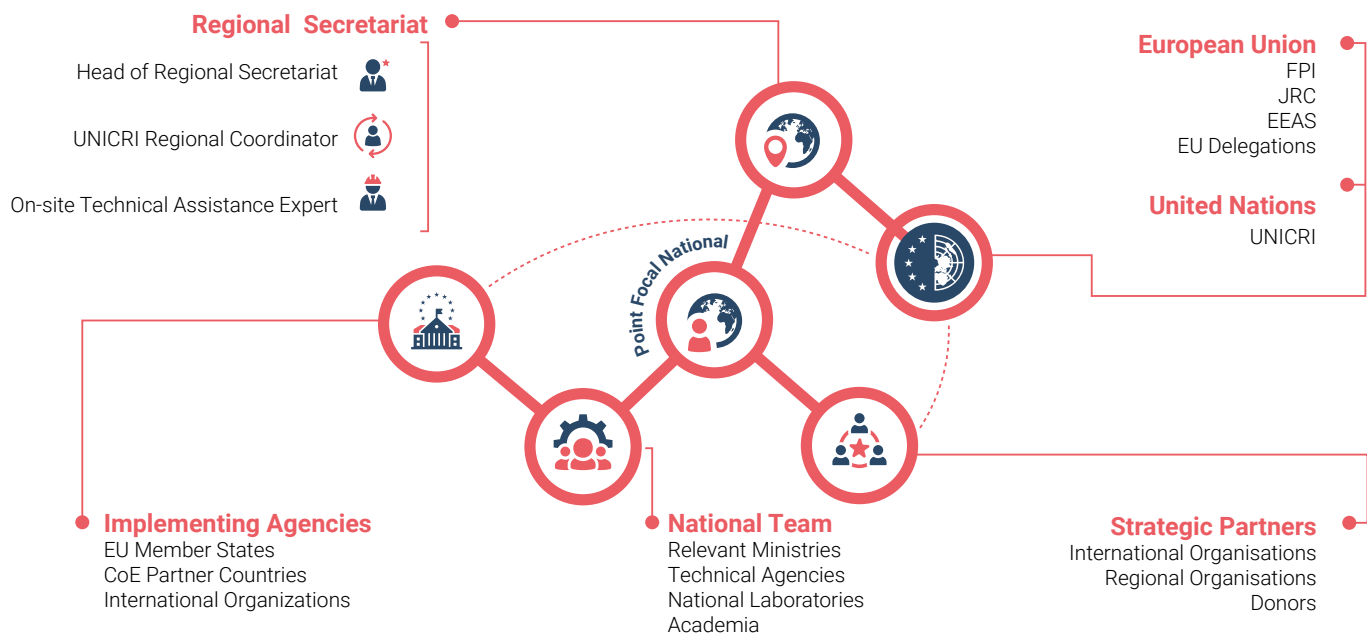 Regional Secretariat
Head of Regional Secretariat
UNICRI Regional Coordinator
On-site Technical Assistance Expert
European Union
FPI
JRC
EEAS
EU Delegations
United Nations
UNICRI
Point Focal National
Implementing Agencies
EU Member States
CoE Partner Countries
International Organizations
National Team
Relevant Ministries
Technical Agencies
National Laboratories
Academia
Strategic Partners
International Organisations
Regional Organisations
Donors